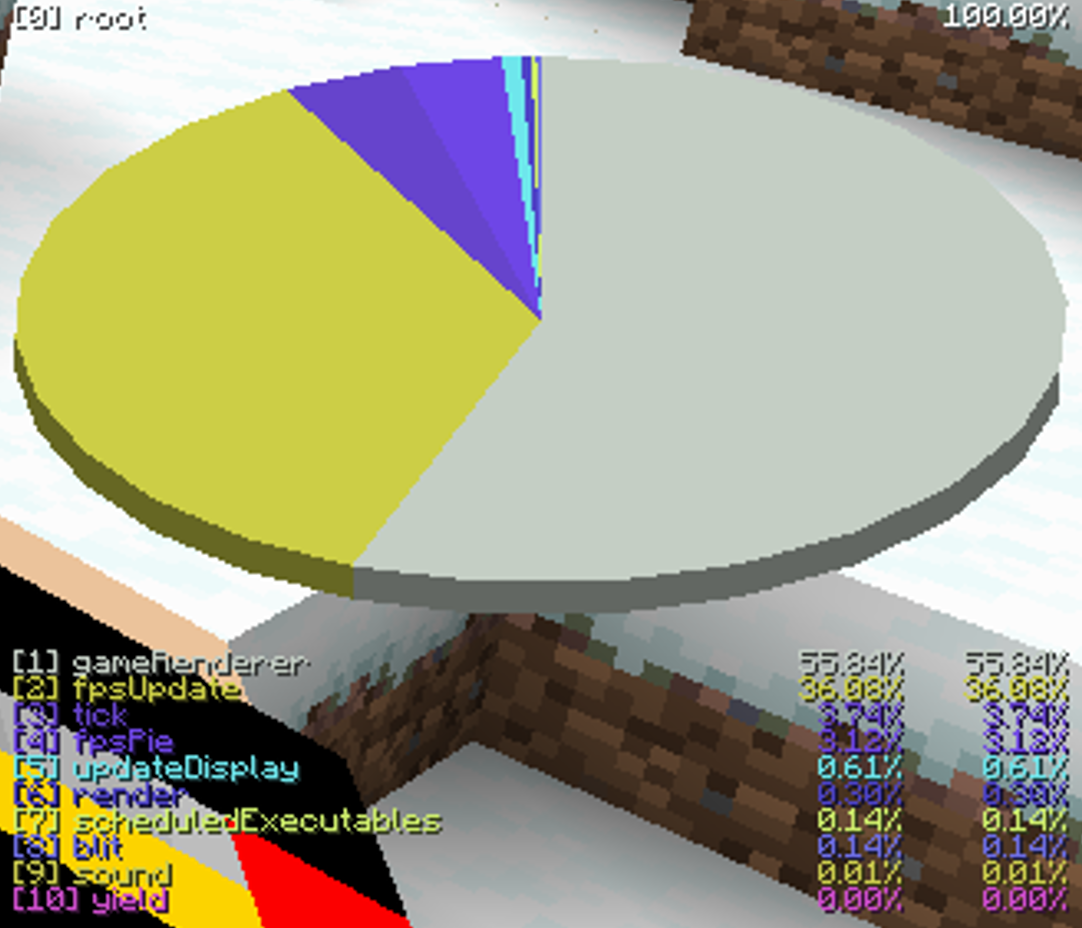 [0] root 100.00%
[1] gameRenderer 55.84% 55.84%
[2] fpsUpdate 36.08% 36.08%
[3] tick 3.74% 3.74%
[4] fpsPie 3.12% 3.12%
[5] updateDisplay 0.61% 0.61%
[6] render 0.30% 0.30%
[7] scheduledExecutables 0.14% 0.14%
[8] blit 0.14% 0.14%
[9] sound 0.01% 0.01%
[10] yield 0.00% 0.00%